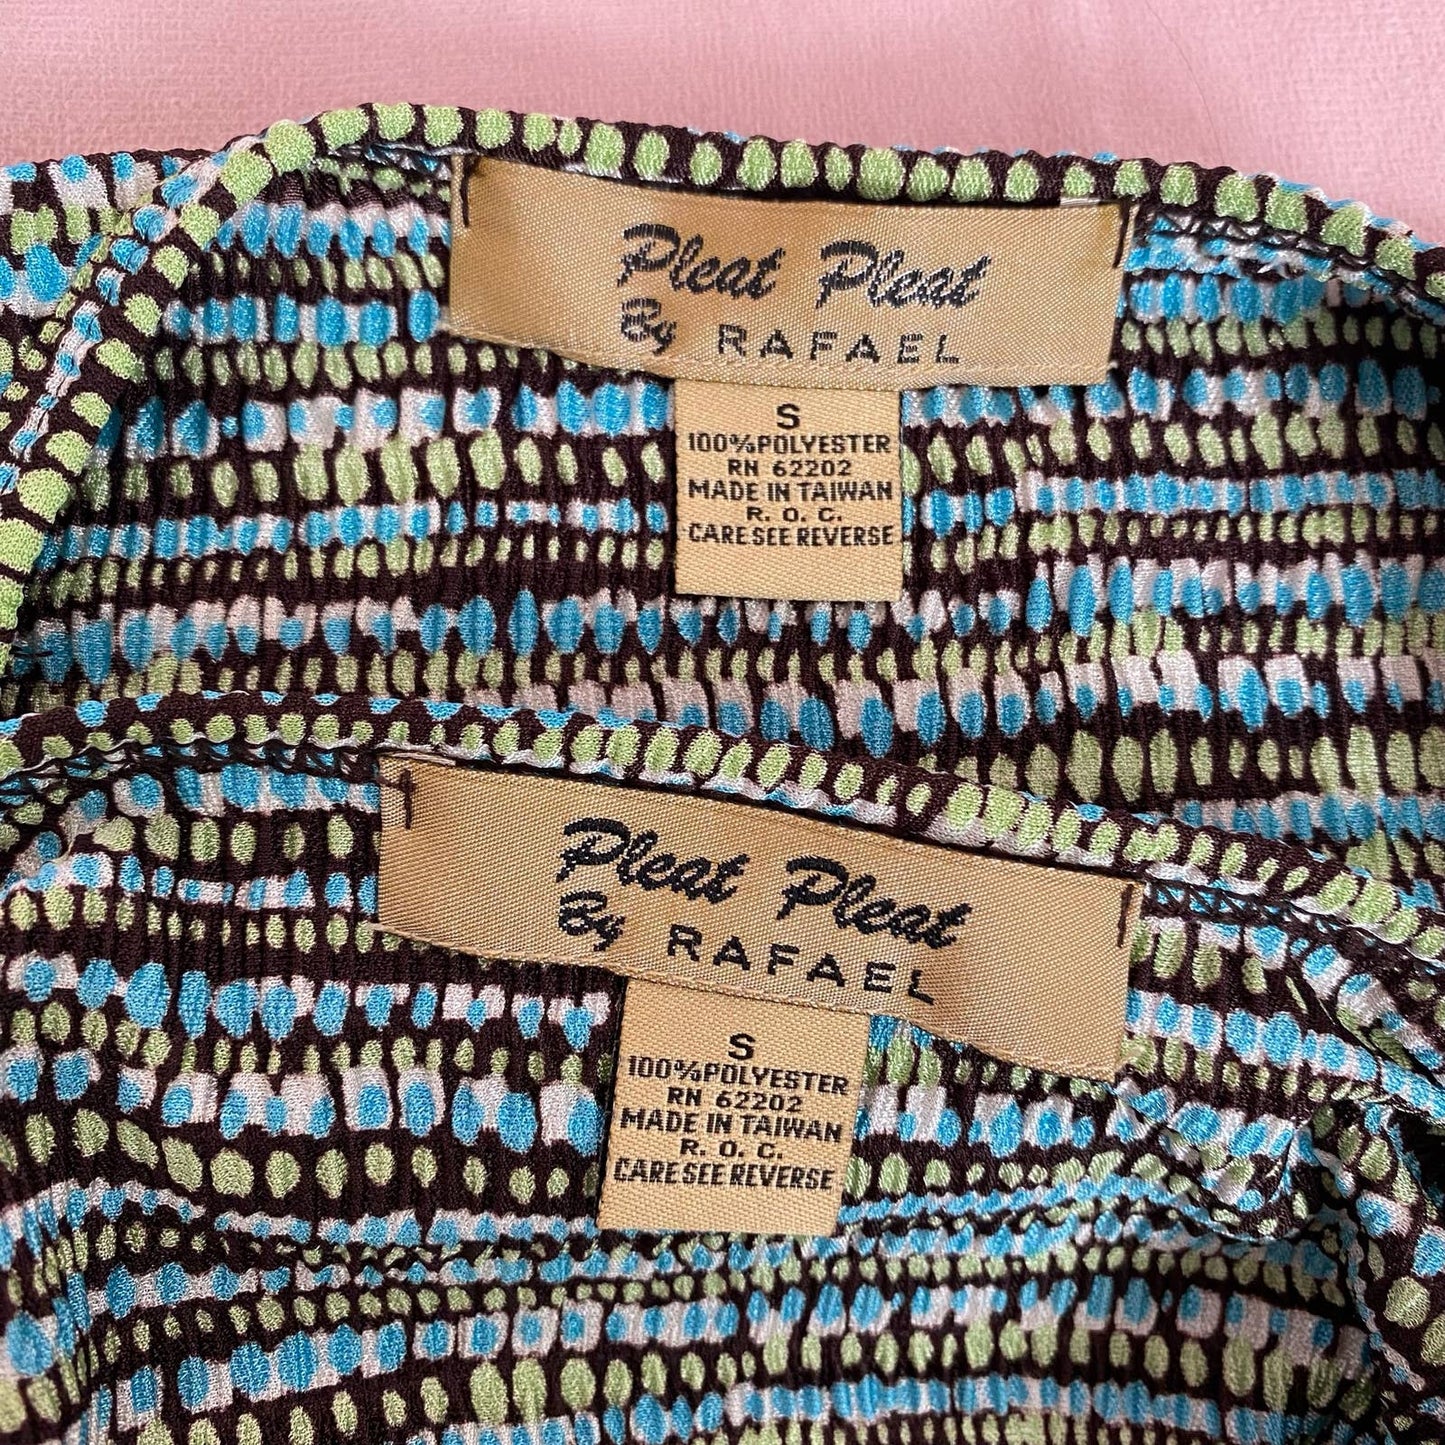 Pleat Pleat
By RAFAEL
S
100%POLYESTER
RN 62202
MADE IN TAIWAN
R. O. C.
CARE SEE REVERSE
Pleat Pleat
By RAFAEL
S
100%POLYESTER
RN 62202
MADE IN TAIWAN
R. O. C.
CARE SEE REVERSE